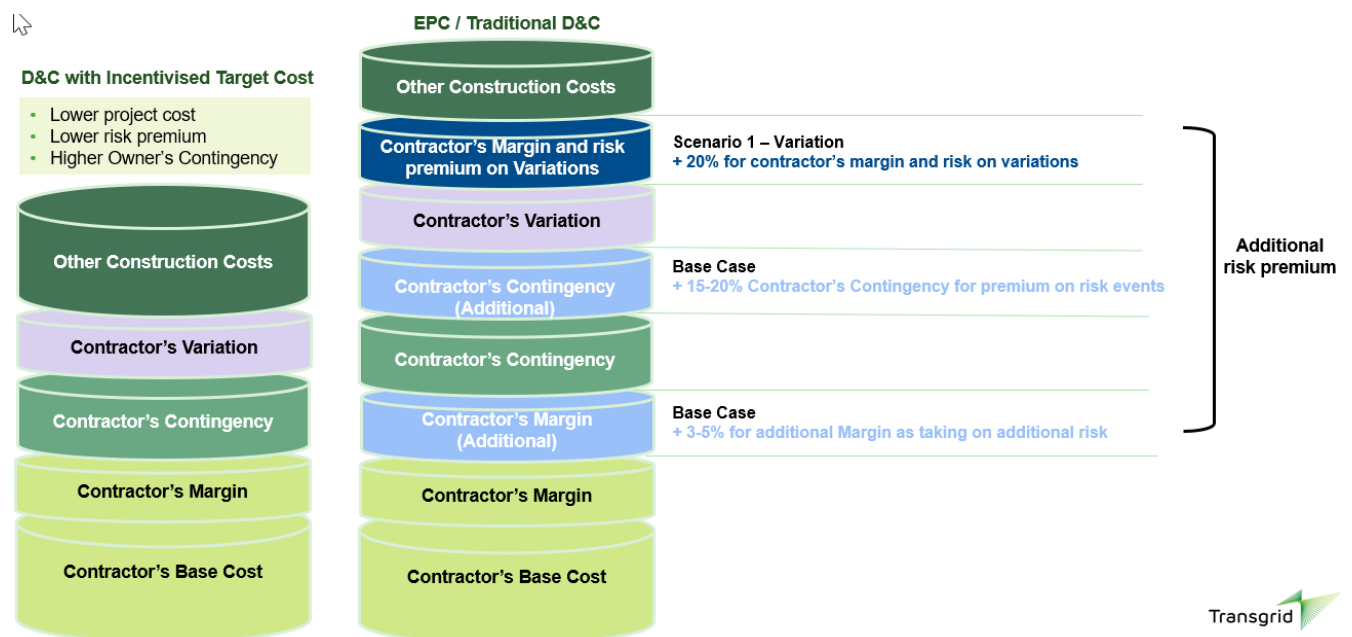 EPC / Traditional D&C
D&C with Incentivised Target Cost
• Lower project cost
• Lower risk premium
• Higher Owner's Contingency
Other Construction Costs
Contractor's Variation
Contractor's Contingency
Contractor's Margin
Contractor's Base Cost
Other Construction Costs
Contractor's Margin and risk
premium on Variations
Contractor's Variation
Contractor's Contingency
(Additional)
Contractor's Contingency
Contractor's Margin
(Additional)
Contractor's Margin
Contractor's Base Cost
Scenario 1 – Variation
+ 20% for contractor's margin and risk on variations
Base Case
+ 15-20% Contractor's Contingency for premium on risk events
Base Case
+ 3-5% for additional Margin as taking on additional risk
Additional
risk premium
Transgrid